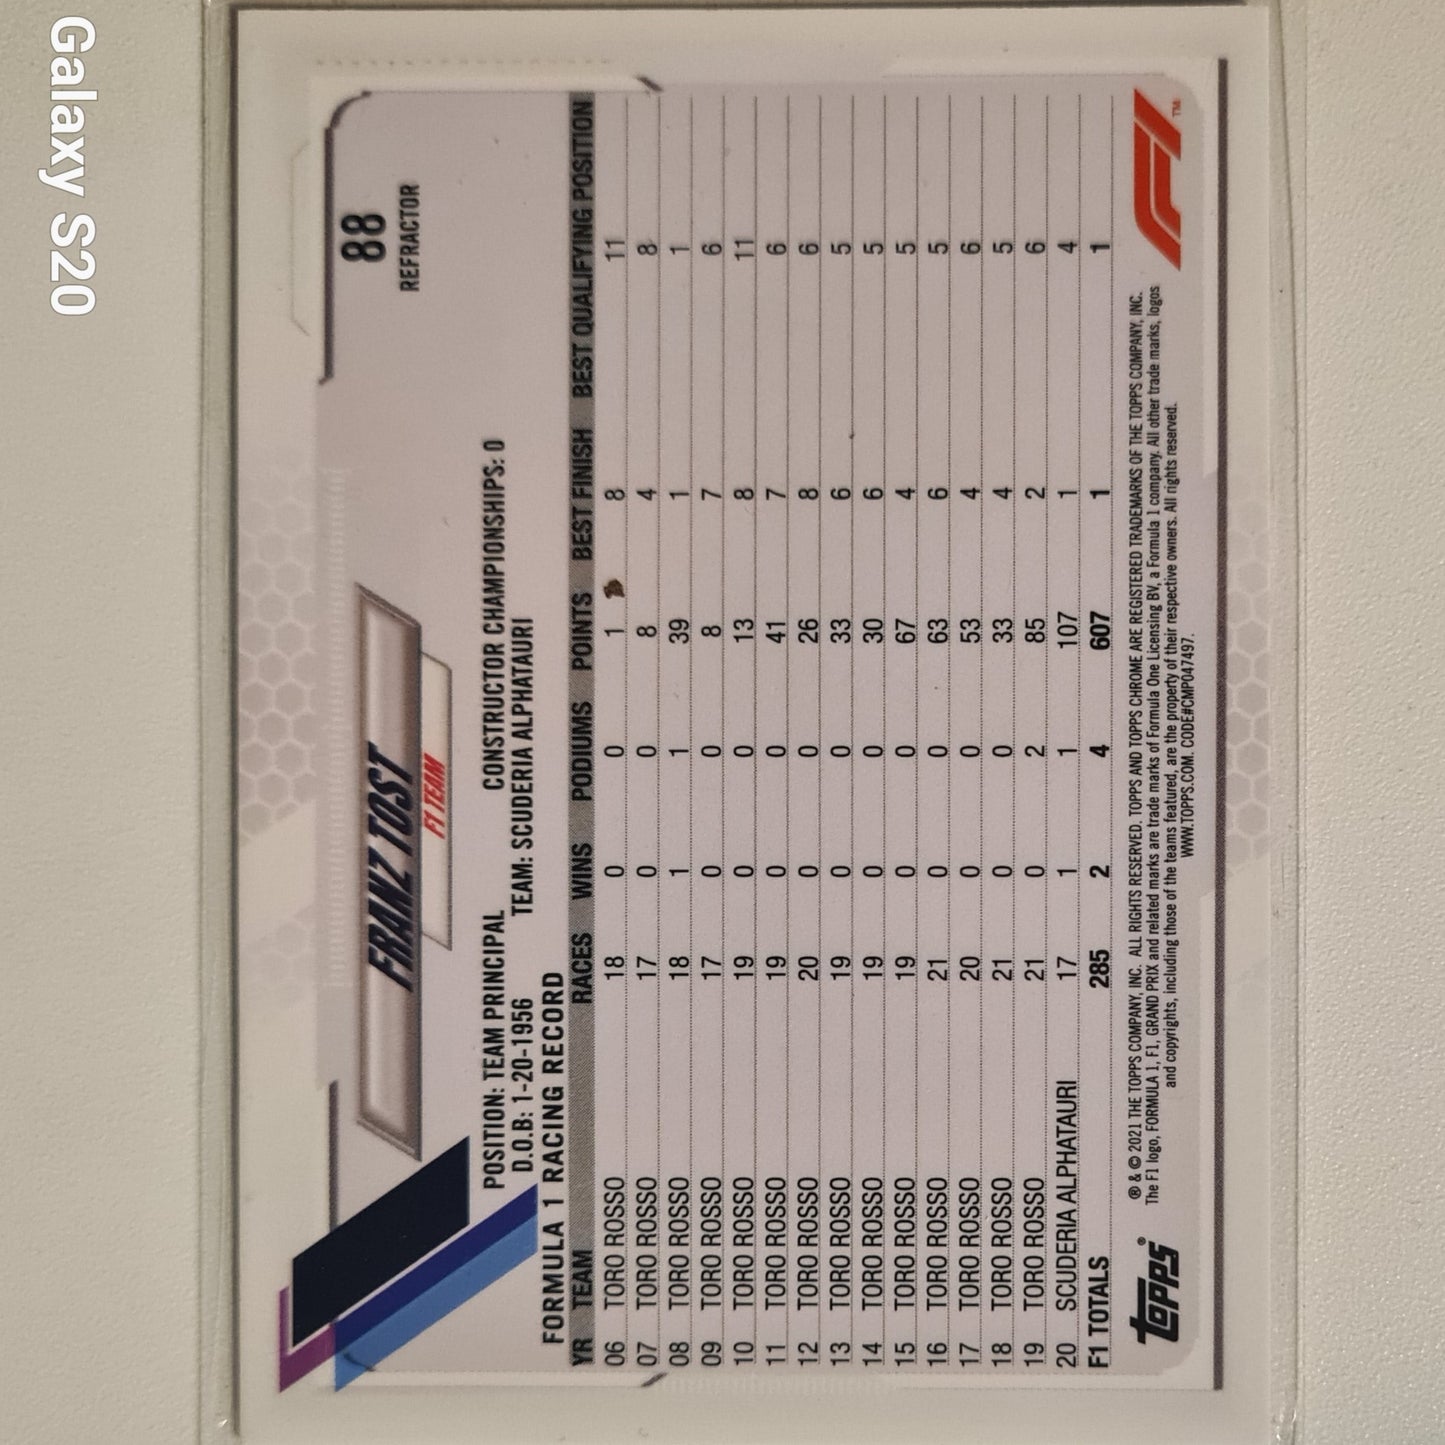 Galaxy S20
88
REFRACTOR
FRANZ TOST
F1 TEAM
POSITION: TEAM PRINCIPAL CONSTRUCTOR CHAMPIONSHIPS: 0
D.O.B: 1-20-1956 TEAM: SCUDERIA ALPHATAURI
FORMULA 1 RACING RECORD
YR TEAM RACES WINS PODIUMS POINTS BEST FINISH BEST QUALIFYING POSITION
06 TORO ROSSO 18 0 0 1 8 11
07 TORO ROSSO 17 0 0 8 4 8
08 TORO ROSSO 18 1 1 39 1 1
09 TORO ROSSO 17 0 0 8 7 6
10 TORO ROSSO 19 0 0 13 8 11
11 TORO ROSSO 19 0 0 41 7 6
12 TORO ROSSO 20 0 0 26 8 6
13 TORO ROSSO 19 0 0 33 6 5
14 TORO ROSSO 19 0 0 30 6 5
15 TORO ROSSO 19 0 0 67 4 5
16 TORO ROSSO 21 0 0 63 6 5
17 TORO ROSSO 20 0 0 53 4 6
18 TORO ROSSO 21 0 0 33 4 5
19 TORO ROSSO 21 0 2 85 2 6
20 SCUDERIA ALPHATAURI 17 1 1 107 1 4
F1 TOTALS 285 2 4 607 1 1
® & © 2021 THE TOPPS COMPANY, INC. ALL RIGHTS RESERVED. TOPPS AND TOPPS CHROME ARE REGISTERED TRADEMARKS OF THE TOPPS COMPANY, INC.
The F1 logo, FORMULA 1, F1, GRAND PRIX and related marks are trade marks of Formula One Licensing BV, a Formula 1 company. All other trade marks, logos
and copyrights, including those of the teams featured, are the property of their respective owners. All rights reserved.
WWW.TOPPS.COM. CODE#CMP047497.
topps®
F1™